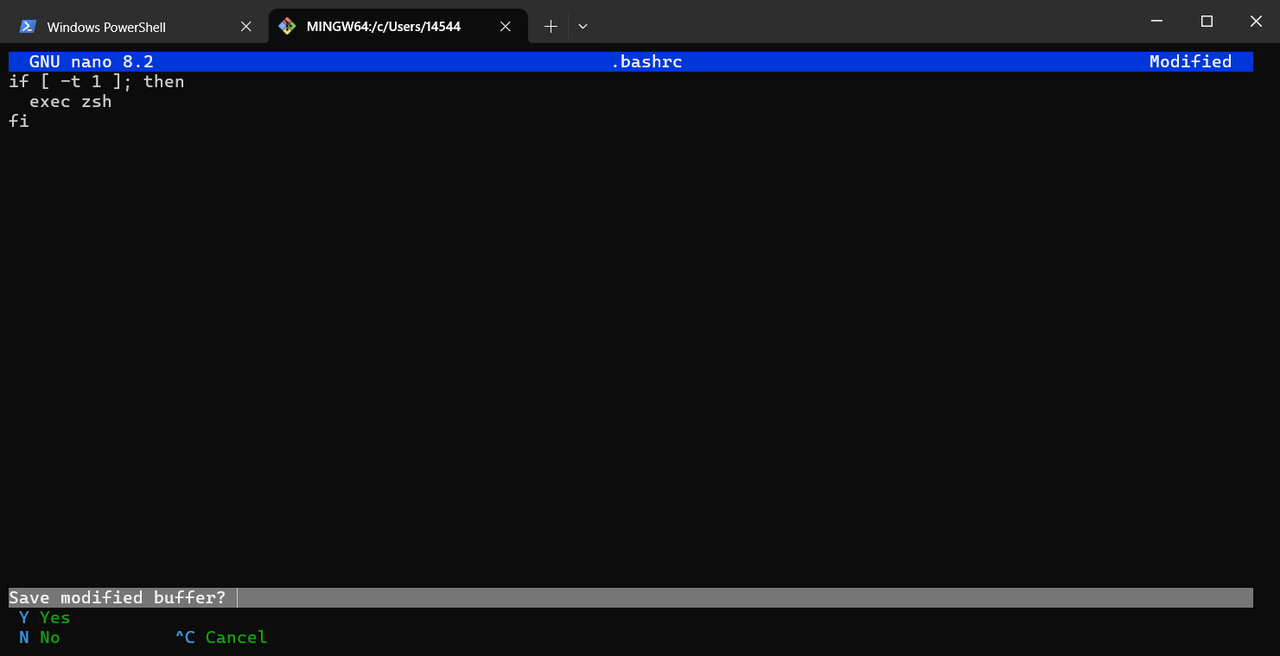 Windows PowerShell
MINGW64:/c/Users/14544
GNU nano 8.2 .bashrc Modified
if [ -t 1 ]; then
  exec zsh
fi
Save modified buffer?
Y Yes
N No ^C Cancel